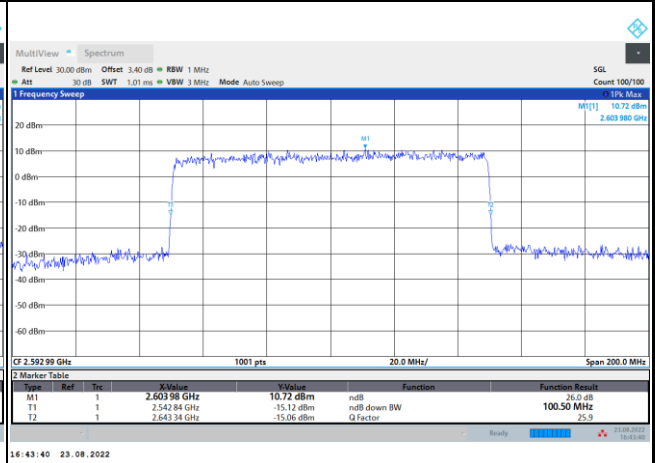 MultiView Spectrum
Ref Level 30.00 dBm Offset 3.40 dB RBW 1 MHz SGL
Att 30 dB SWT 1.01 ms VBW 3 MHz Mode Auto Sweep Count 100/100
1 Frequency Sweep 1Pk Max
M1[1] 10.72 dBm
2.603 980 GHz
20 dBm
M1
10 dBm
0 dBm
-10 dBm
T1 T2
-20 dBm
-30 dBm
-40 dBm
-50 dBm
-60 dBm
CF 2.592 99 GHz 1001 pts 20.0 MHz/ Span 200.0 MHz
2 Marker Table
Type Ref Trc X-Value Y-Value Function Function Result
M1 1 2.603 98 GHz 10.72 dBm ndB 26.0 dB
T1 1 2.542 84 GHz -15.12 dBm ndB down BW 100.50 MHz
T2 1 2.643 34 GHz -15.06 dBm Q Factor 25.9
Ready 23.08.2022
16:43:40
16:43:40 23.08.2022